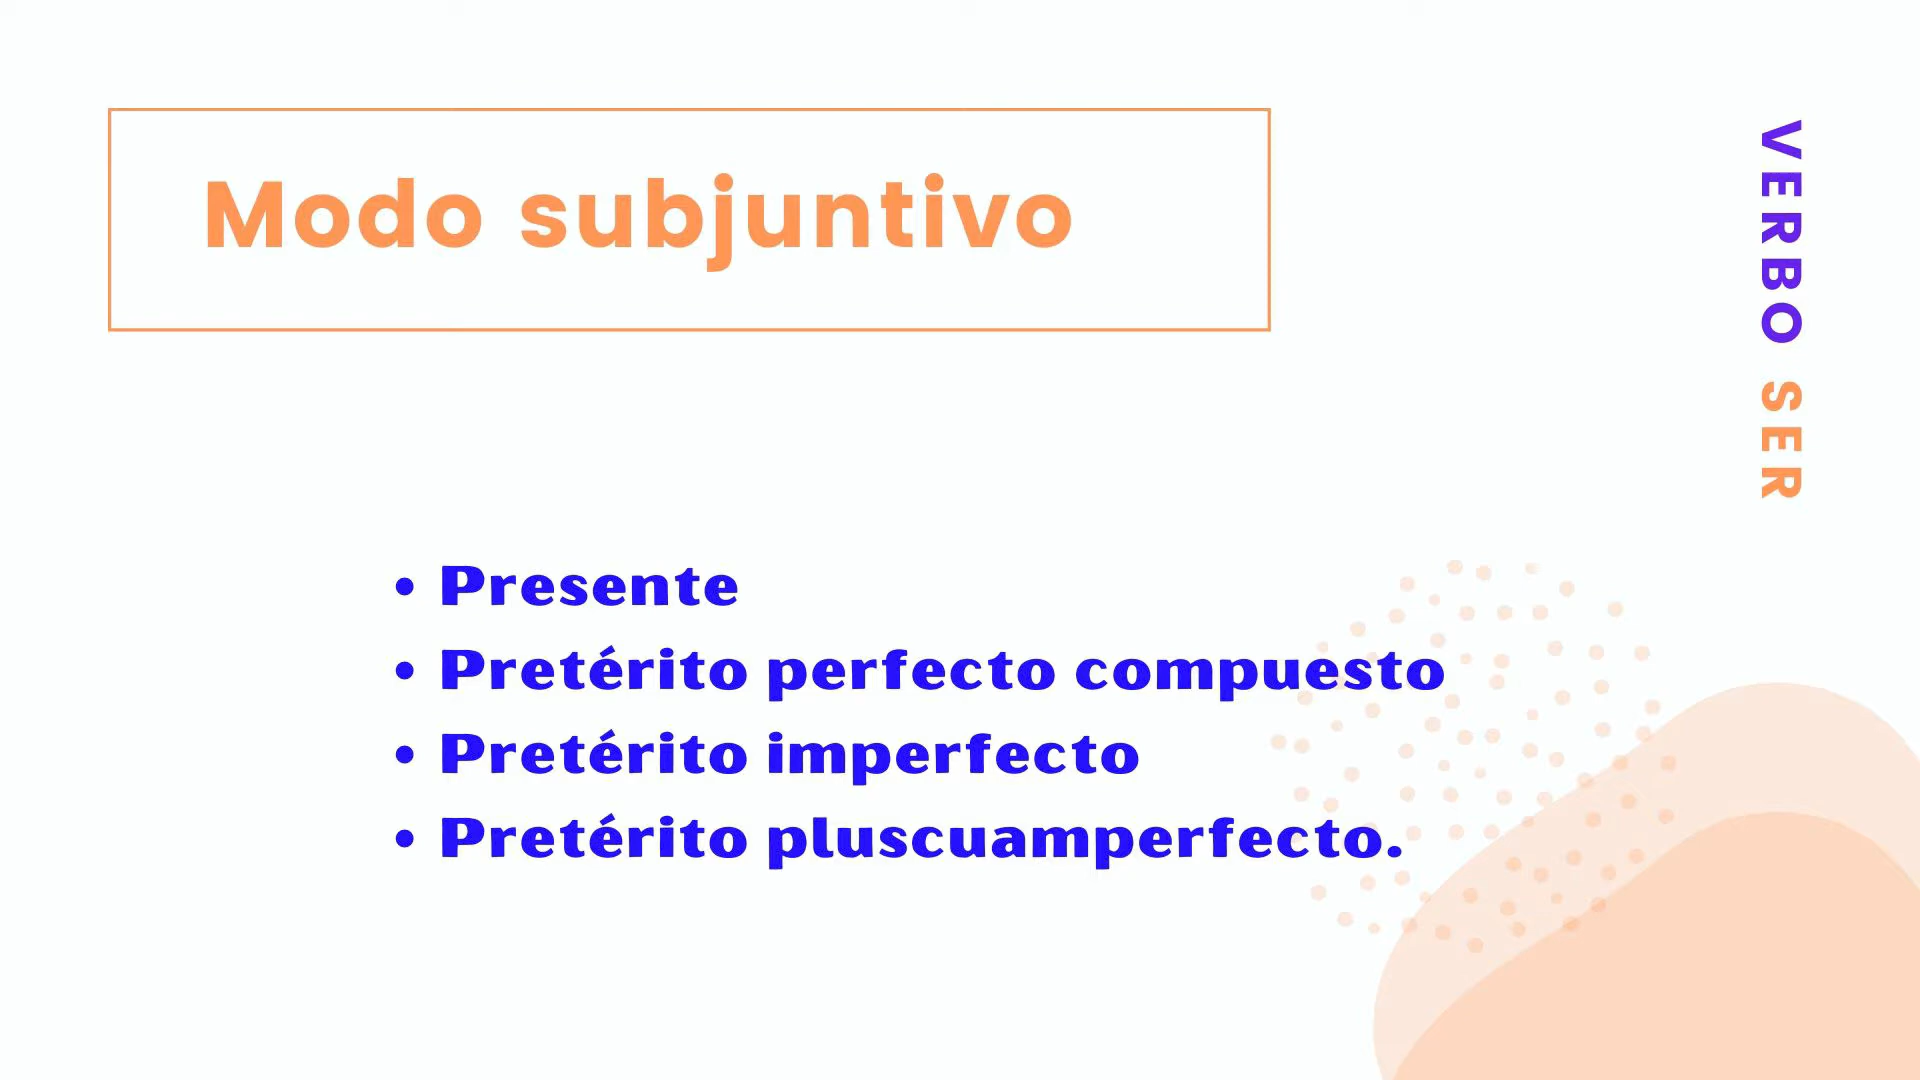 Modo subjuntivo
VERBO SER
• Presente
• Pretérito perfecto compuesto
• Pretérito imperfecto
• Pretérito pluscuamperfecto.